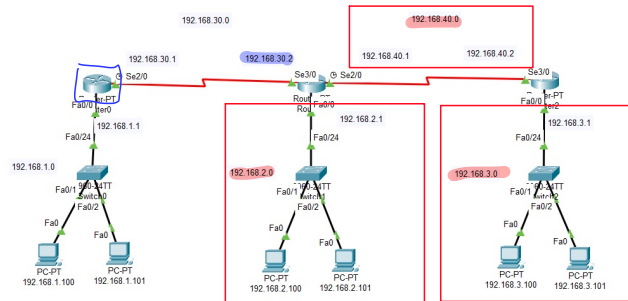 192.168.30.0
192.168.40.0
192.168.30.1
192.168.30.2
192.168.40.1
192.168.40.2
Se2/0
Se3/0
Se2/0
Se3/0
Fa0/0
Fa0/0
Fa0/0
192.168.1.1
192.168.2.1
192.168.3.1
Fa0/24
Fa0/24
Fa0/24
192.168.1.0
192.168.2.0
192.168.3.0
Fa0/1
Fa0/2
Fa0/1
Fa0/2
Fa0/1
Fa0/2
Fa0
Fa0
Fa0
Fa0
Fa0
Fa0
PC-PT
192.168.1.100
PC-PT
192.168.1.101
PC-PT
192.168.2.100
PC-PT
192.168.2.101
PC-PT
192.168.3.100
PC-PT
192.168.3.101